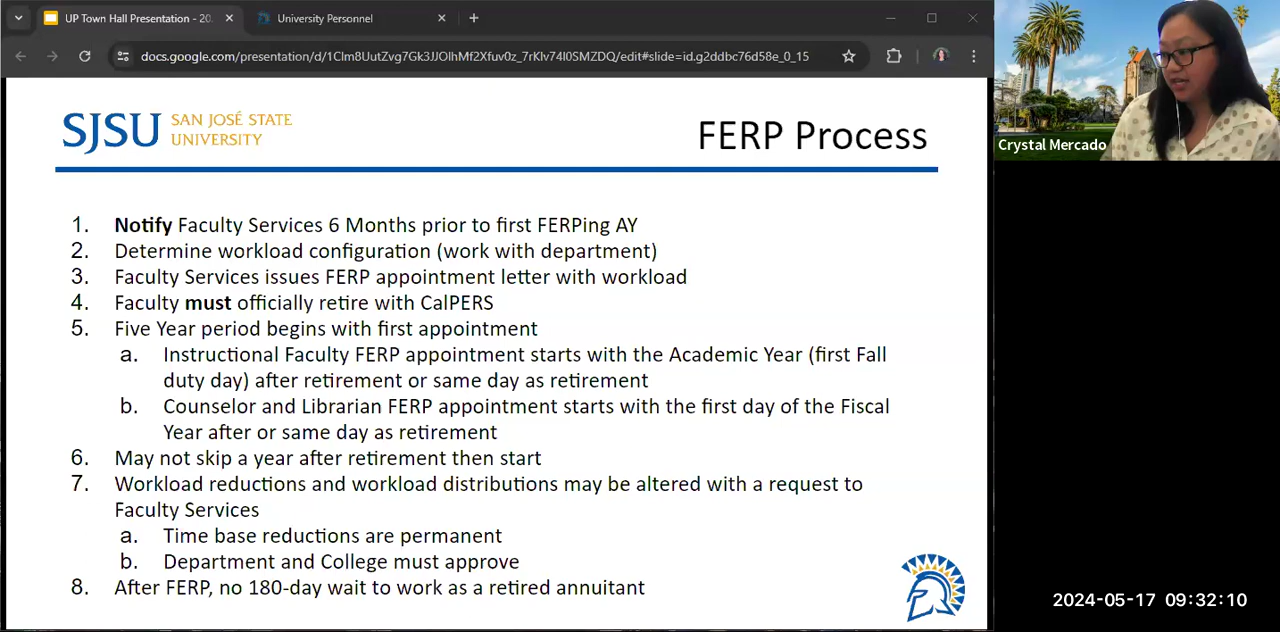 UP Town Hall Presentation - 20
University Personnel
docs.google.com/presentation/d/1Clm8UutZvg7Gk3JJOlhMf2Xfuv0z_7rKlv74l0SMZDQ/edit#slide=id.g2ddbc76d58e_0_15
SJSU SAN JOSÉ STATE
UNIVERSITY
FERP Process
Crystal Mercado
1. Notify Faculty Services 6 Months prior to first FERPing AY
2. Determine workload configuration (work with department)
3. Faculty Services issues FERP appointment letter with workload
4. Faculty must officially retire with CalPERS
5. Five Year period begins with first appointment
a. Instructional Faculty FERP appointment starts with the Academic Year (first Fall
duty day) after retirement or same day as retirement
b. Counselor and Librarian FERP appointment starts with the first day of the Fiscal
Year after or same day as retirement
6. May not skip a year after retirement then start
7. Workload reductions and workload distributions may be altered with a request to
Faculty Services
a. Time base reductions are permanent
b. Department and College must approve
8. After FERP, no 180-day wait to work as a retired annuitant
2024-05-17 09:32:10